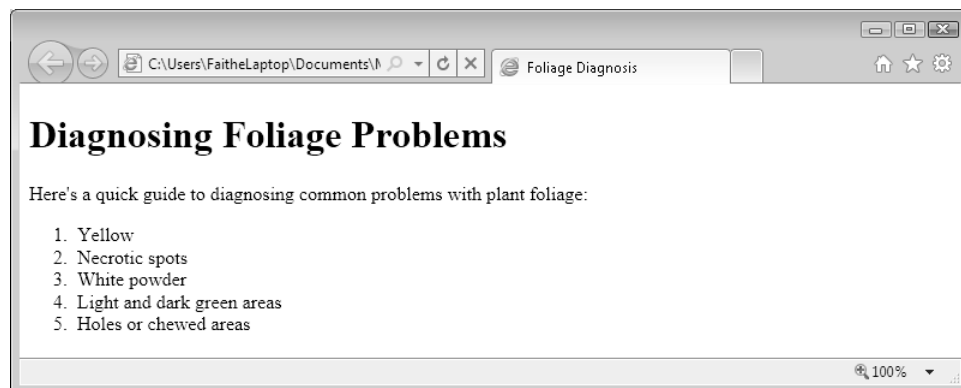 C:\Users\FaitheLaptop\Documents\
Foliage Diagnosis
Diagnosing Foliage Problems
Here's a quick guide to diagnosing common problems with plant foliage:
1. Yellow
2. Necrotic spots
3. White powder
4. Light and dark green areas
5. Holes or chewed areas
100%